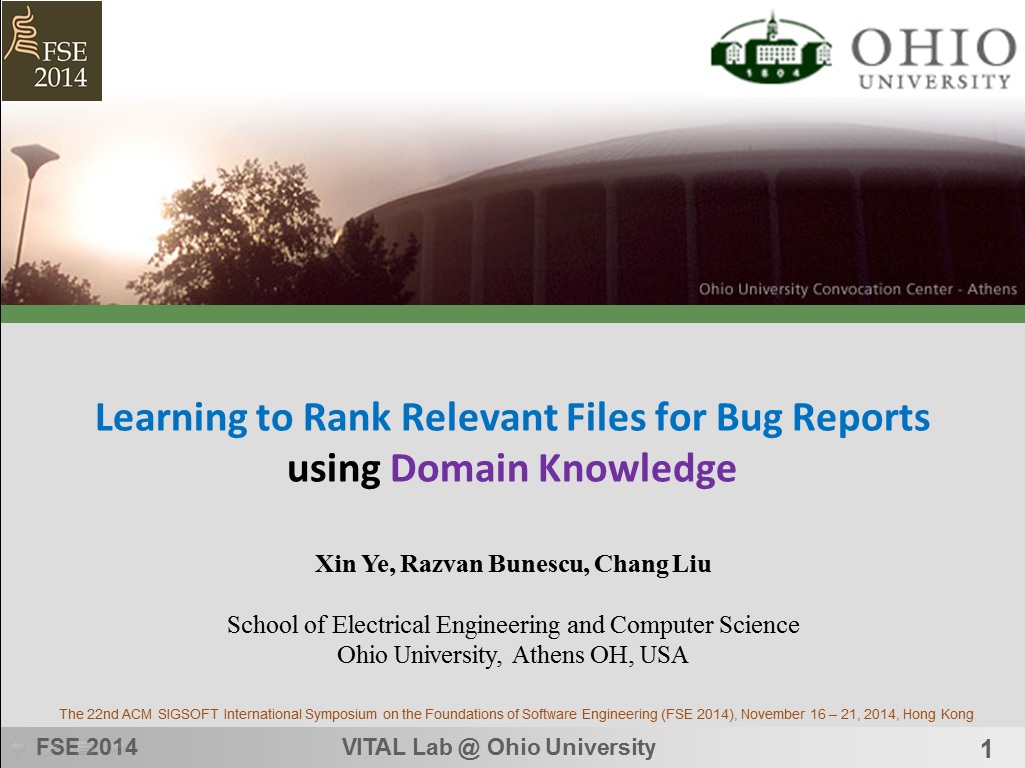 FSE
2014
1804
OHIO
UNIVERSITY
Ohio University Convocation Center - Athens
Learning to Rank Relevant Files for Bug Reports
using Domain Knowledge
Xin Ye, Razvan Bunescu, Chang Liu
School of Electrical Engineering and Computer Science
Ohio University, Athens OH, USA
The 22nd ACM SIGSOFT International Symposium on the Foundations of Software Engineering (FSE 2014), November 16 – 21, 2014, Hong Kong
FSE 2014 VITAL Lab @ Ohio University 1